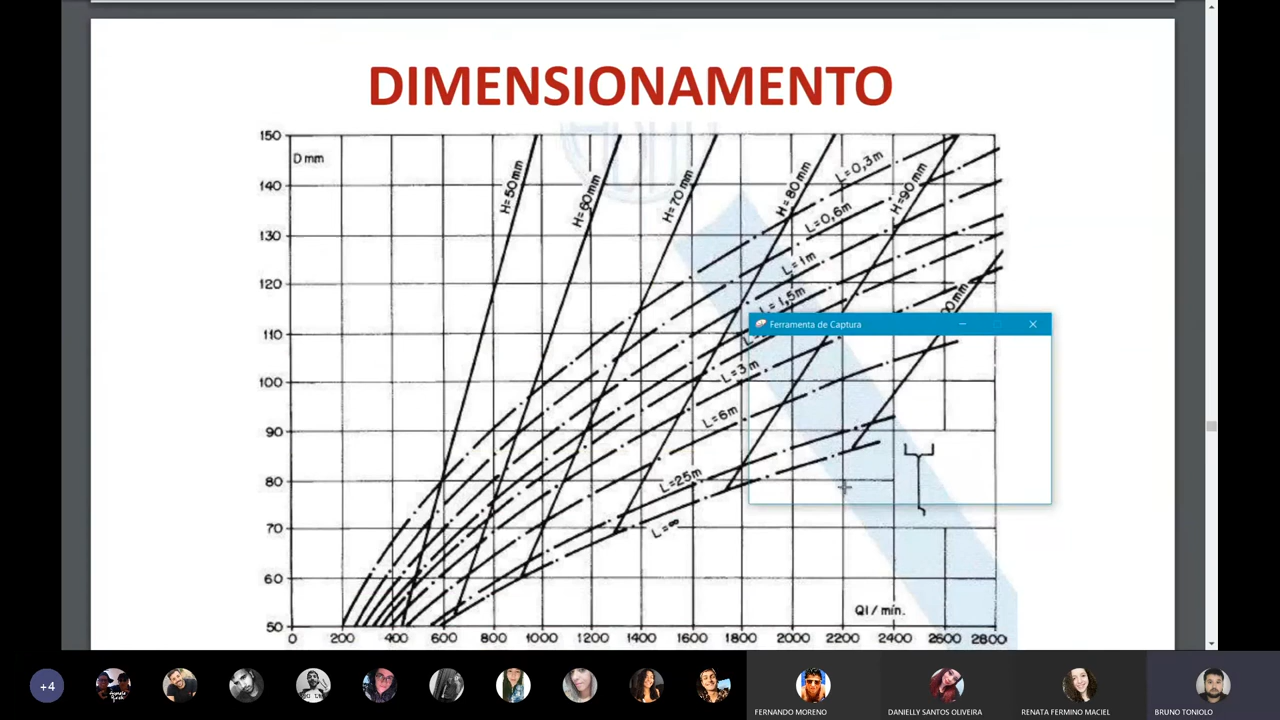 DIMENSIONAMENTO
150
D mm
140
130
120
110
100
90
80
70
60
50
H=50mm
H=60mm
H=70mm
H=80mm
H=90mm
00mm
L=0,3m
L=0,6m
L=1m
L=1,5m
L=3m
L=6m
L=25m
L=∞
Ferramenta de Captura
Ql/mín.
0 200 400 600 800 1000 1200 1400 1600 1800 2000 2200 2400 2600 2800
+4
FERNANDO MORENO
DANIELLY SANTOS OLIVEIRA
RENATA FERMINO MACIEL
BRUNO TONIOLO